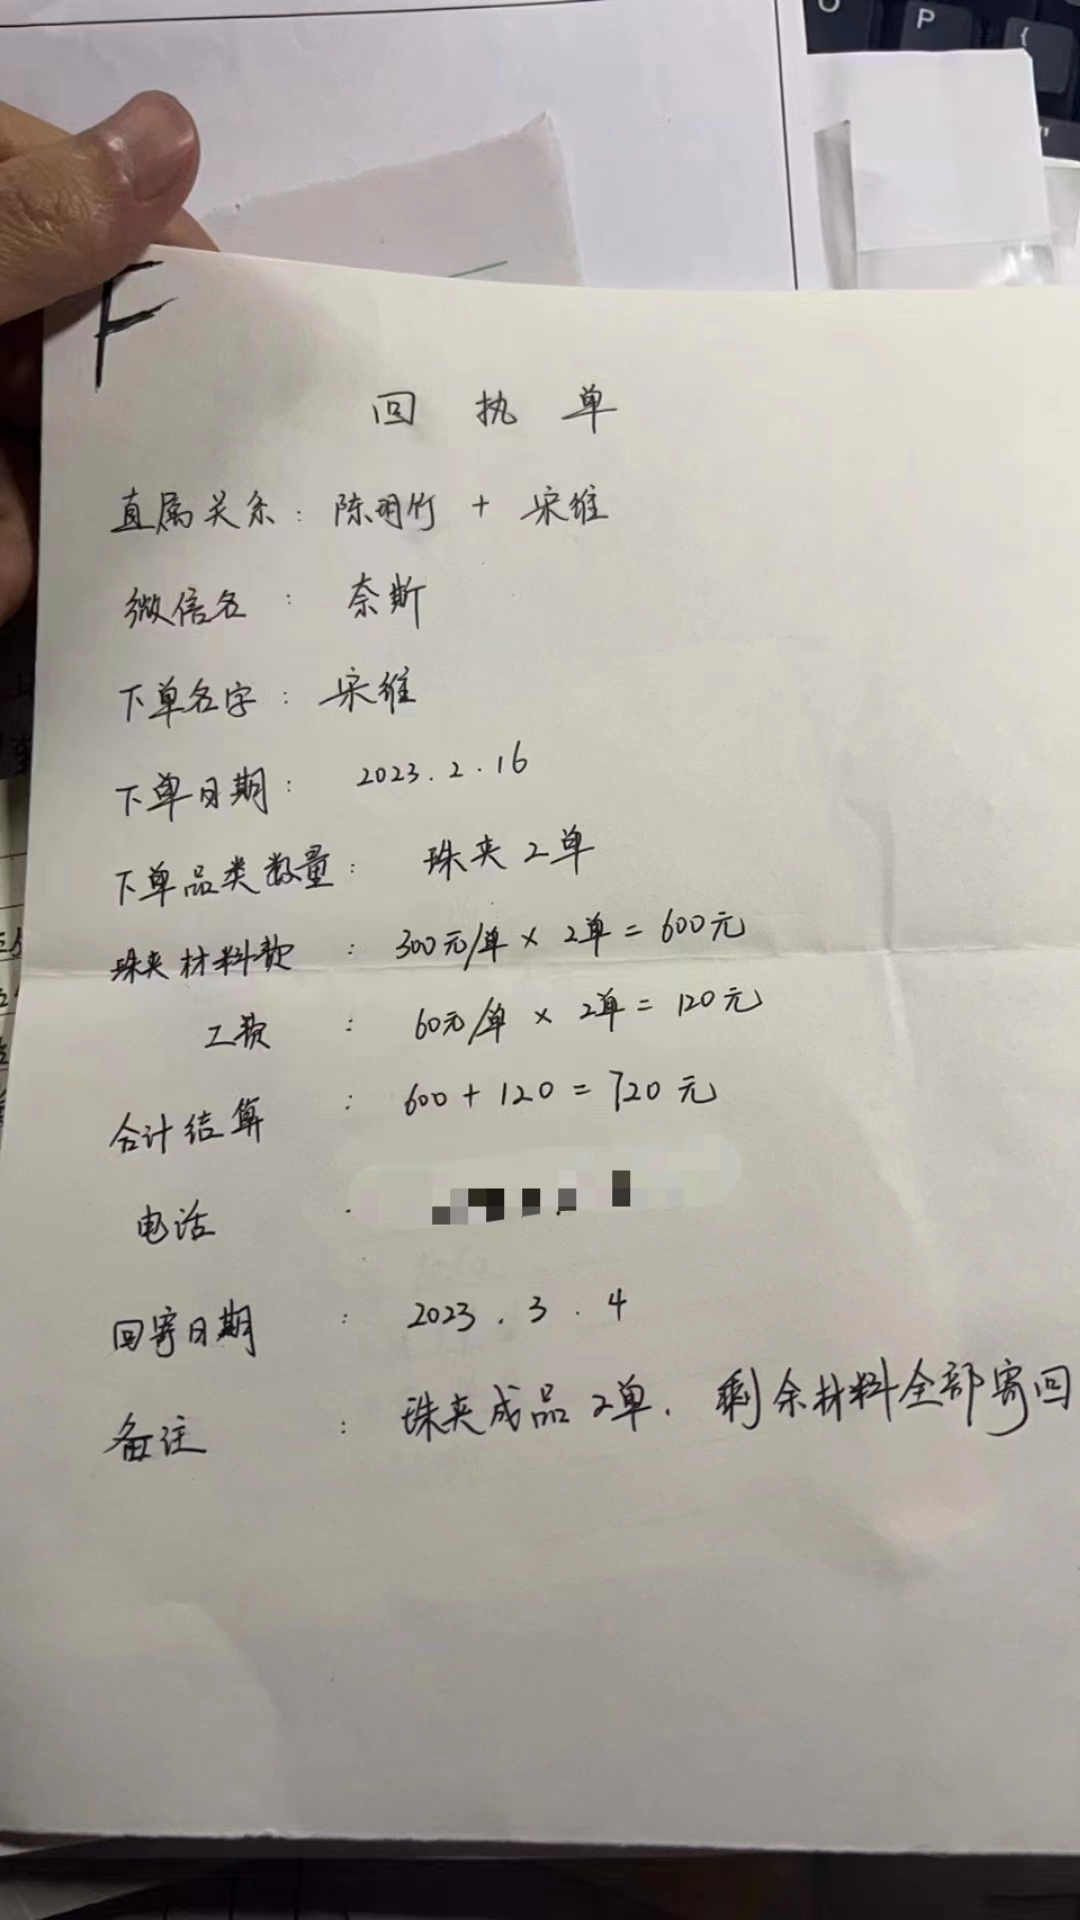 P
F
回执单
直属关系：陈明竹 + 宋维
微信名：奈斯
下单名字：宋维
下单日期：2023.2.16
下单品类数量：珠夹2单
珠夹材料款：300元/单 × 2单 = 600元
工费：60元/单 × 2单 = 120元
合计结算：600 + 120 = 720元
电话
回寄日期：2023.3.4
备注：珠夹成品2单. 剩余材料全部寄回